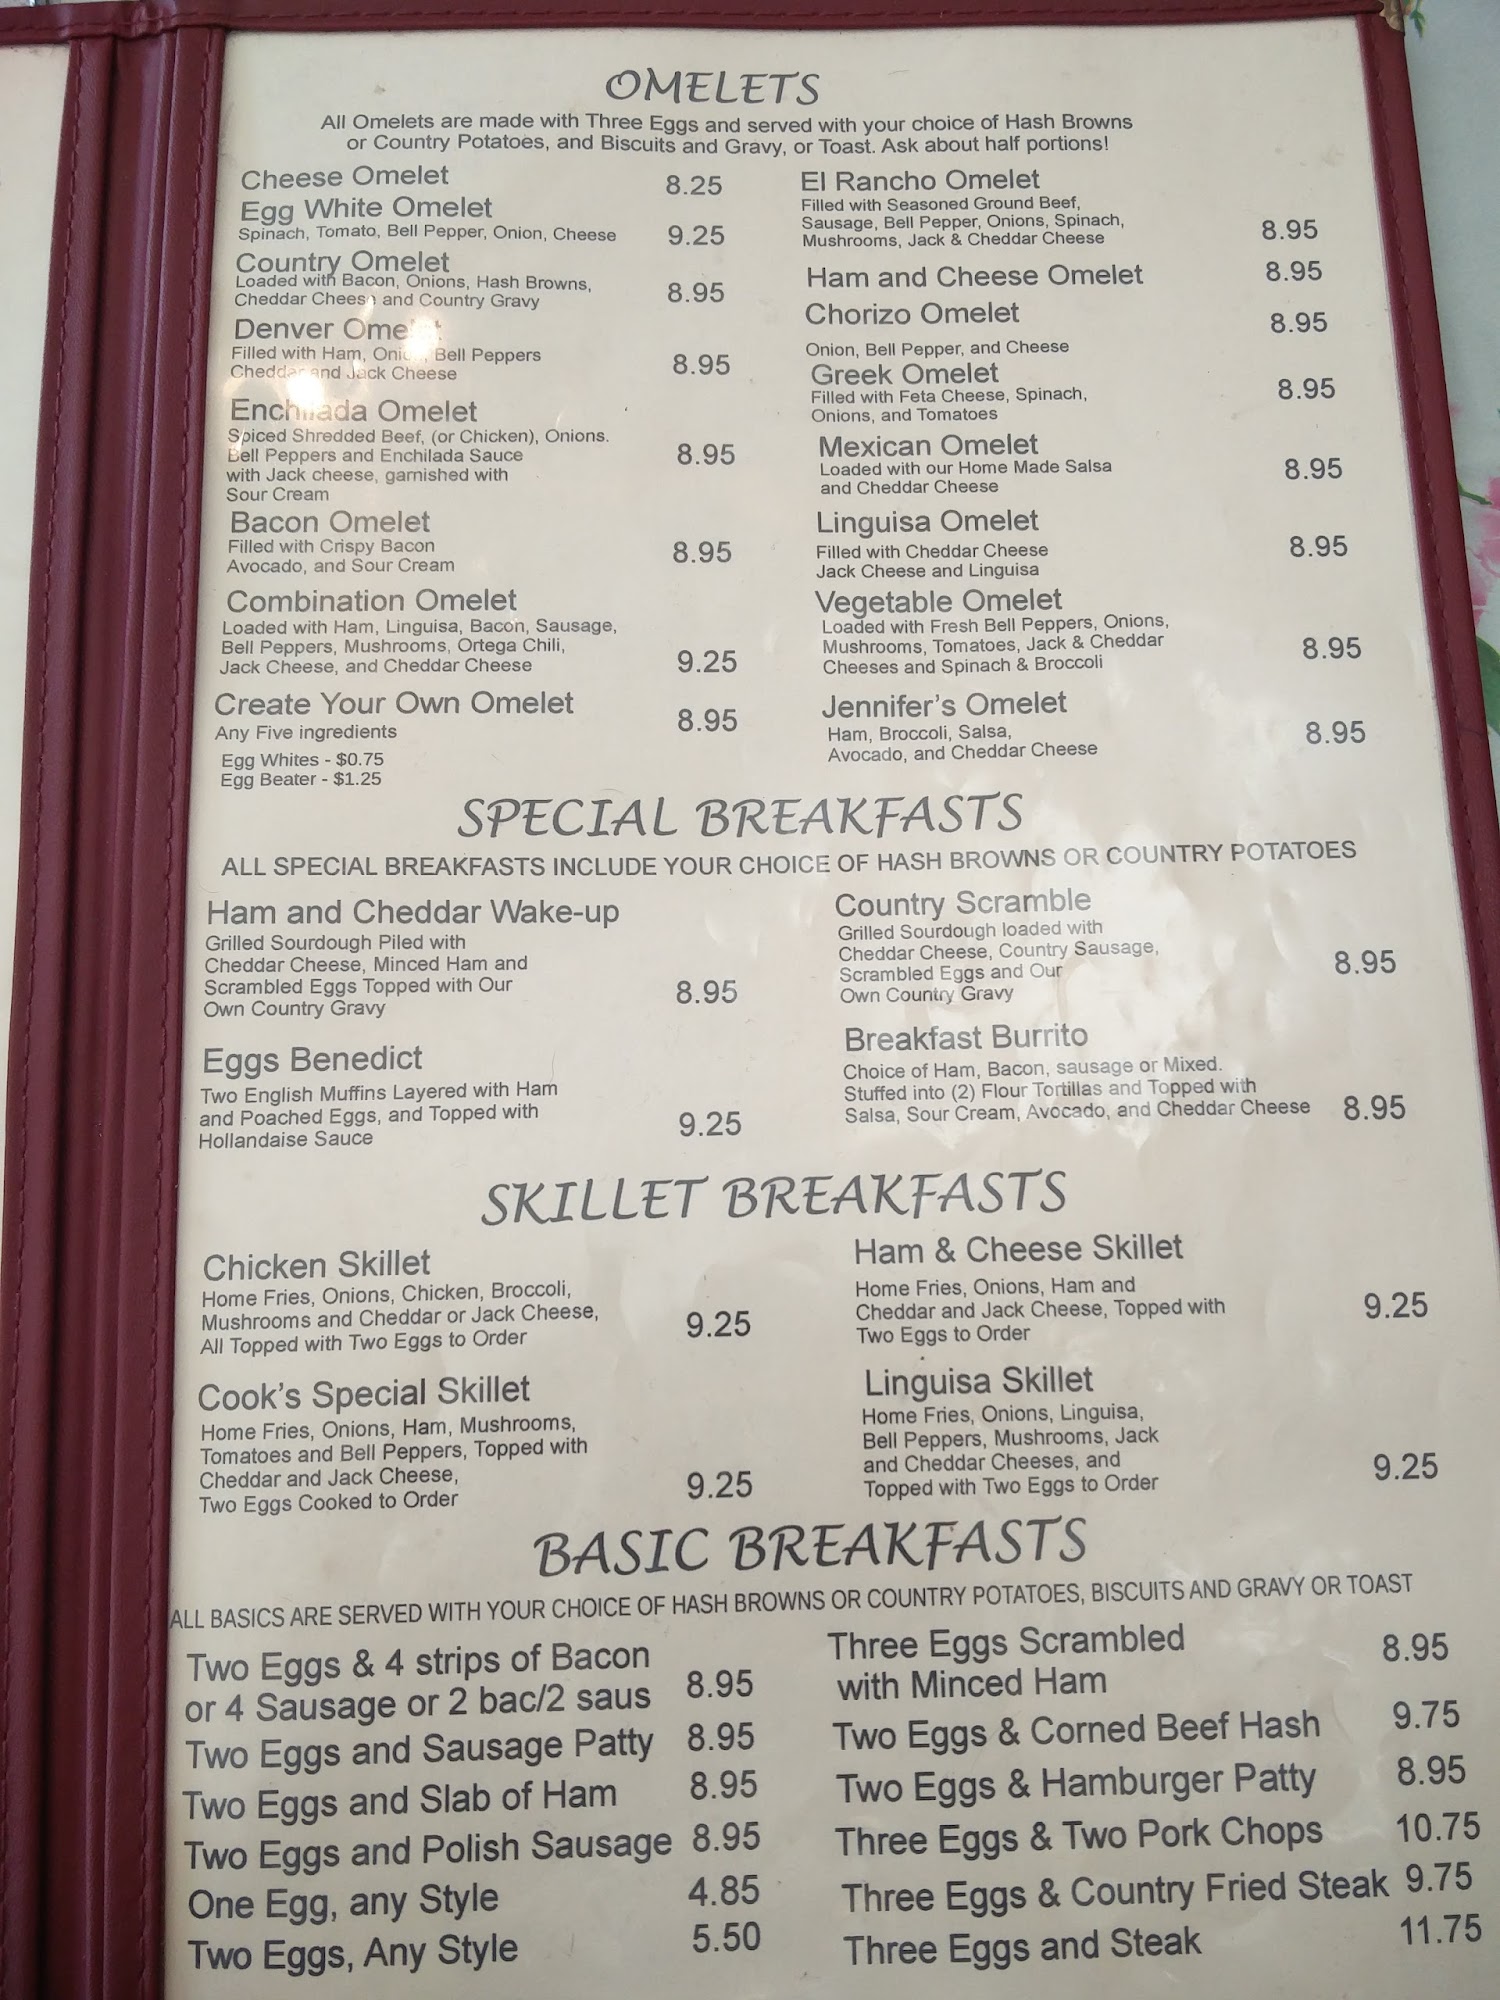 OMELETS
All Omelets are made with Three Eggs and served with your choice of Hash Browns
or Country Potatoes, and Biscuits and Gravy, or Toast. Ask about half portions!
Cheese Omelet 8.25
Egg White Omelet
Spinach, Tomato, Bell Pepper, Onion, Cheese 9.25
Country Omelet
Loaded with Bacon, Onions, Hash Browns,
Cheddar Cheese and Country Gravy 8.95
Denver Omelet
Filled with Ham, Onion, Bell Peppers
Cheddar and Jack Cheese 8.95
Enchilada Omelet
Spiced Shredded Beef, (or Chicken), Onions.
Bell Peppers and Enchilada Sauce 8.95
with Jack cheese, garnished with
Sour Cream
Bacon Omelet
Filled with Crispy Bacon 8.95
Avocado, and Sour Cream
Combination Omelet
Loaded with Ham, Linguisa, Bacon, Sausage,
Bell Peppers, Mushrooms, Ortega Chili,
Jack Cheese, and Cheddar Cheese 9.25
Create Your Own Omelet 8.95
Any Five ingredients
Egg Whites - $0.75
Egg Beater - $1.25
El Rancho Omelet
Filled with Seasoned Ground Beef,
Sausage, Bell Pepper, Onions, Spinach,
Mushrooms, Jack & Cheddar Cheese 8.95
Ham and Cheese Omelet 8.95
Chorizo Omelet 8.95
Onion, Bell Pepper, and Cheese
Greek Omelet
Filled with Feta Cheese, Spinach, 8.95
Onions, and Tomatoes
Mexican Omelet
Loaded with our Home Made Salsa 8.95
and Cheddar Cheese
Linguisa Omelet
Filled with Cheddar Cheese 8.95
Jack Cheese and Linguisa
Vegetable Omelet
Loaded with Fresh Bell Peppers, Onions,
Mushrooms, Tomatoes, Jack & Cheddar 8.95
Cheeses and Spinach & Broccoli
Jennifer's Omelet
Ham, Broccoli, Salsa, 8.95
Avocado, and Cheddar Cheese
SPECIAL BREAKFASTS
ALL SPECIAL BREAKFASTS INCLUDE YOUR CHOICE OF HASH BROWNS OR COUNTRY POTATOES
Ham and Cheddar Wake-up
Grilled Sourdough Piled with
Cheddar Cheese, Minced Ham and
Scrambled Eggs Topped with Our 8.95
Own Country Gravy
Eggs Benedict
Two English Muffins Layered with Ham
and Poached Eggs, and Topped with 9.25
Hollandaise Sauce
Country Scramble
Grilled Sourdough loaded with
Cheddar Cheese, Country Sausage, 8.95
Scrambled Eggs and Our
Own Country Gravy
Breakfast Burrito
Choice of Ham, Bacon, sausage or Mixed.
Stuffed into (2) Flour Tortillas and Topped with
Salsa, Sour Cream, Avocado, and Cheddar Cheese 8.95
SKILLET BREAKFASTS
Chicken Skillet
Home Fries, Onions, Chicken, Broccoli,
Mushrooms and Cheddar or Jack Cheese, 9.25
All Topped with Two Eggs to Order
Cook's Special Skillet
Home Fries, Onions, Ham, Mushrooms,
Tomatoes and Bell Peppers, Topped with
Cheddar and Jack Cheese, 9.25
Two Eggs Cooked to Order
Ham & Cheese Skillet
Home Fries, Onions, Ham and
Cheddar and Jack Cheese, Topped with 9.25
Two Eggs to Order
Linguisa Skillet
Home Fries, Onions, Linguisa,
Bell Peppers, Mushrooms, Jack
and Cheddar Cheeses, and 9.25
Topped with Two Eggs to Order
BASIC BREAKFASTS
ALL BASICS ARE SERVED WITH YOUR CHOICE OF HASH BROWNS OR COUNTRY POTATOES, BISCUITS AND GRAVY OR TOAST
Two Eggs & 4 strips of Bacon
or 4 Sausage or 2 bac/2 saus 8.95
Two Eggs and Sausage Patty 8.95
Two Eggs and Slab of Ham 8.95
Two Eggs and Polish Sausage 8.95
One Egg, any Style 4.85
Two Eggs, Any Style 5.50
Three Eggs Scrambled 8.95
with Minced Ham
Two Eggs & Corned Beef Hash 9.75
Two Eggs & Hamburger Patty 8.95
Three Eggs & Two Pork Chops 10.75
Three Eggs & Country Fried Steak 9.75
Three Eggs and Steak 11.75